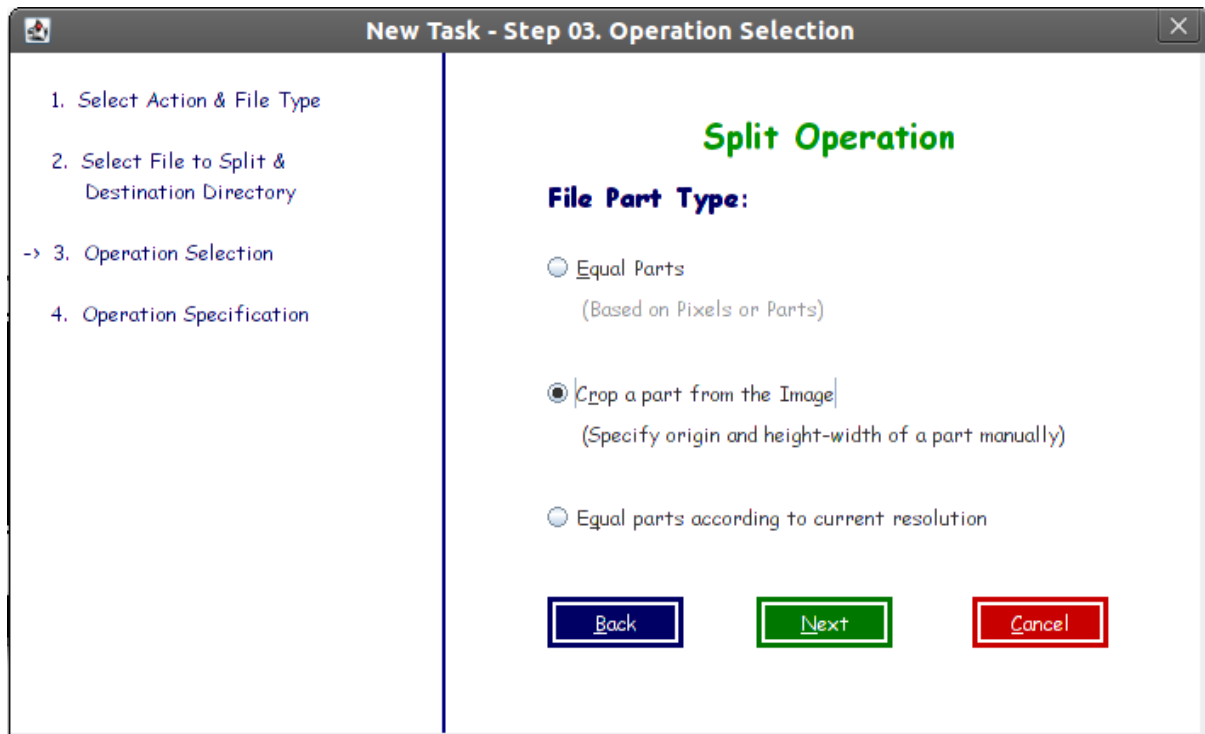 New Task - Step 03. Operation Selection
1. Select Action & File Type
2. Select File to Split &
Destination Directory
-> 3. Operation Selection
4. Operation Specification
Split Operation
File Part Type:
Equal Parts
(Based on Pixels or Parts)
Crop a part from the Image
(Specify origin and height-width of a part manually)
Equal parts according to current resolution
Back
Next
Cancel